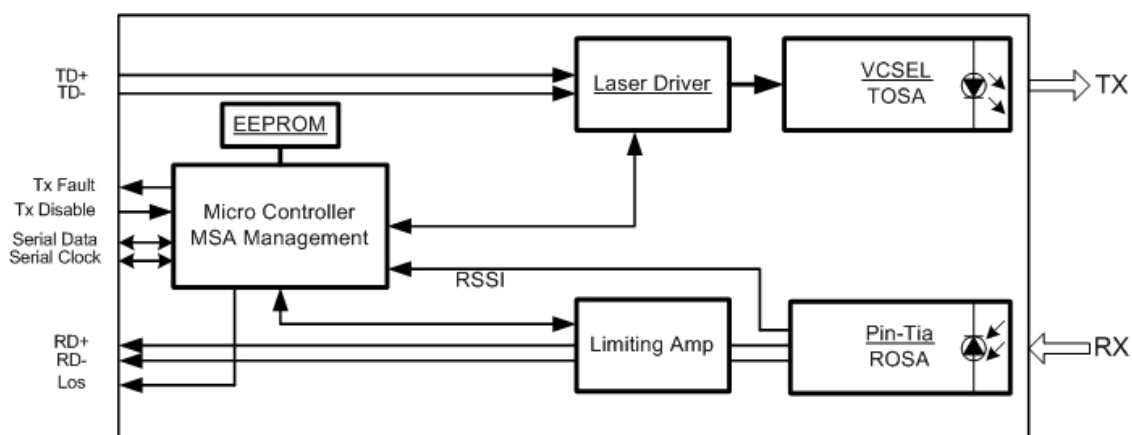 TD+
TD-
Laser Driver
VCSEL
TOSA
TX
EEPROM
Tx Fault
Tx Disable
Serial Data
Serial Clock
Micro Controller
MSA Management
RSSI
RD+
RD-
Los
Limiting Amp
Pin-Tia
ROSA
RX